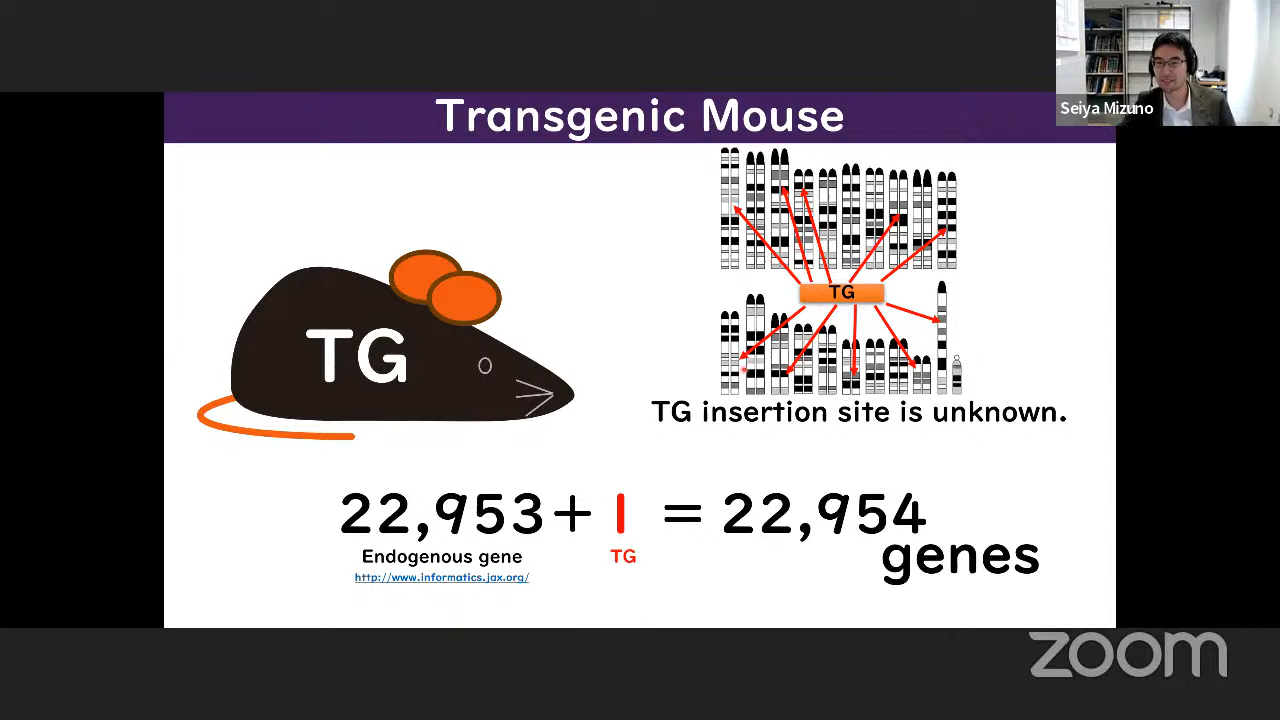 Transgenic Mouse
Seiya Mizuno
TG
TG
TG insertion site is unknown.
22,953+ 1 = 22,954
genes
Endogenous gene
TG
http://www.informatics.jax.org/
zoom